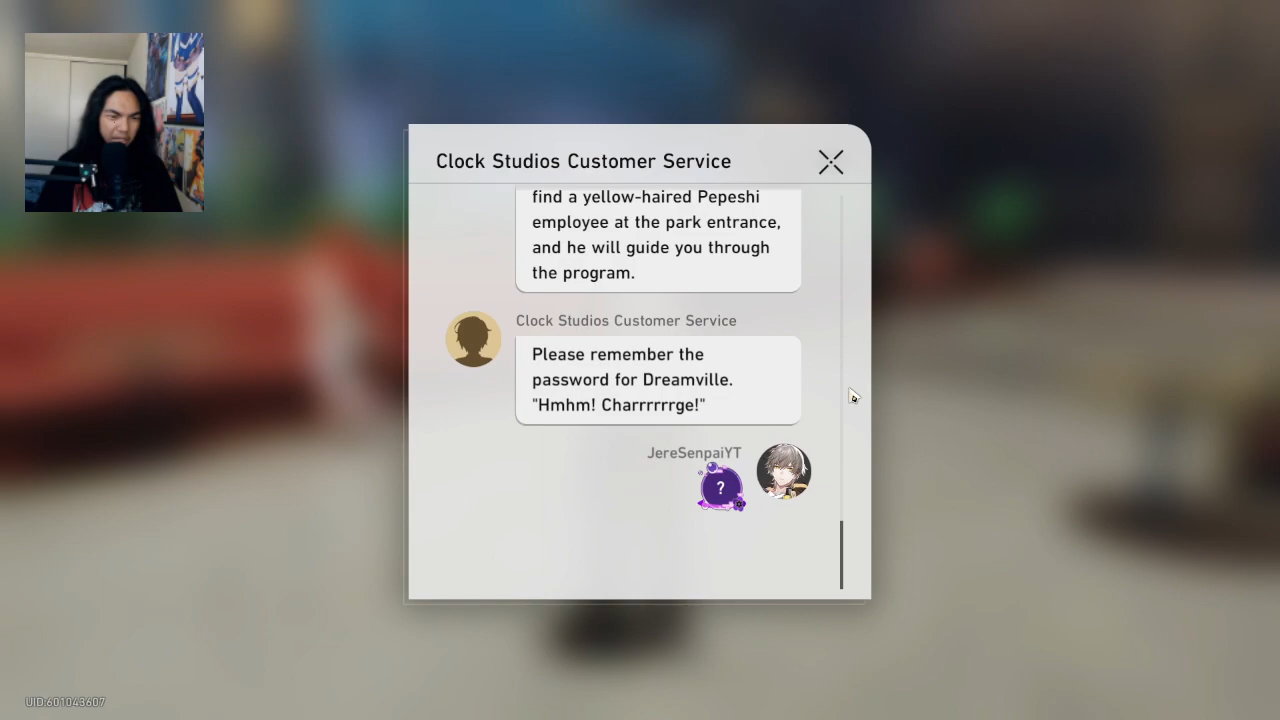 Clock Studios Customer Service
find a yellow-haired Pepeshi
employee at the park entrance,
and he will guide you through
the program.
Clock Studios Customer Service
Please remember the
password for Dreamville.
"Hmhm! Charrrrrrge!"
JereSenpaiYT
?
UID:601043607